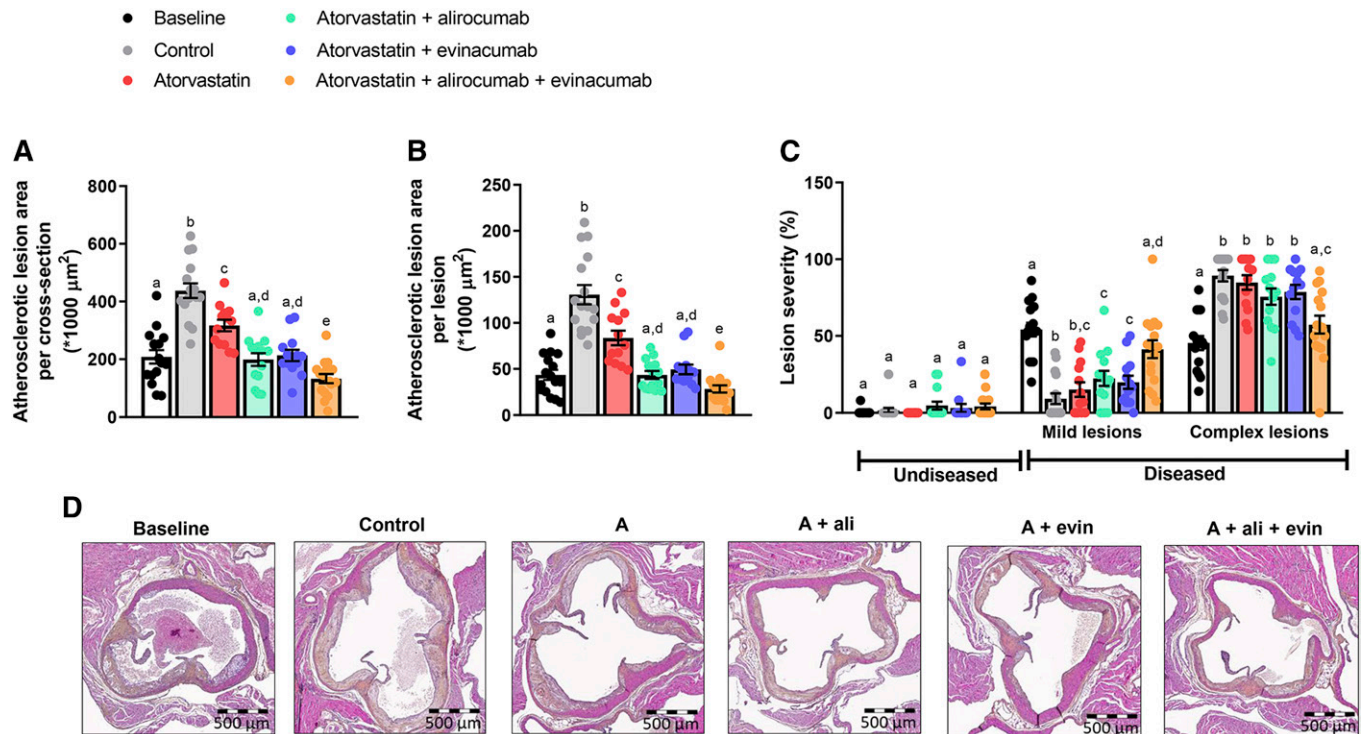 Baseline
Control
Atorvastatin
Atorvastatin + alirocumab
Atorvastatin + evinacumab
Atorvastatin + alirocumab + evinacumab
A
Atherosclerotic lesion area
per cross-section
(*1000 µm²)
800
600
400
200
0
a
b
c
a,d
a,d
e
B
Atherosclerotic lesion area
per lesion
(*1000 µm²)
250
200
150
100
50
0
a
b
c
a,d
a,d
e
C
Lesion severity (%)
150
100
50
0
a
a
a
a
a
a
a
b
b,c
c
c
a,d
a
b
b
b
b
a,c
Mild lesions
Complex lesions
Undiseased
Diseased
D
Baseline
Control
A
A + ali
A + evin
A + ali + evin
500 µm
500 µm
500 µm
500 µm
500 µm
500 µm